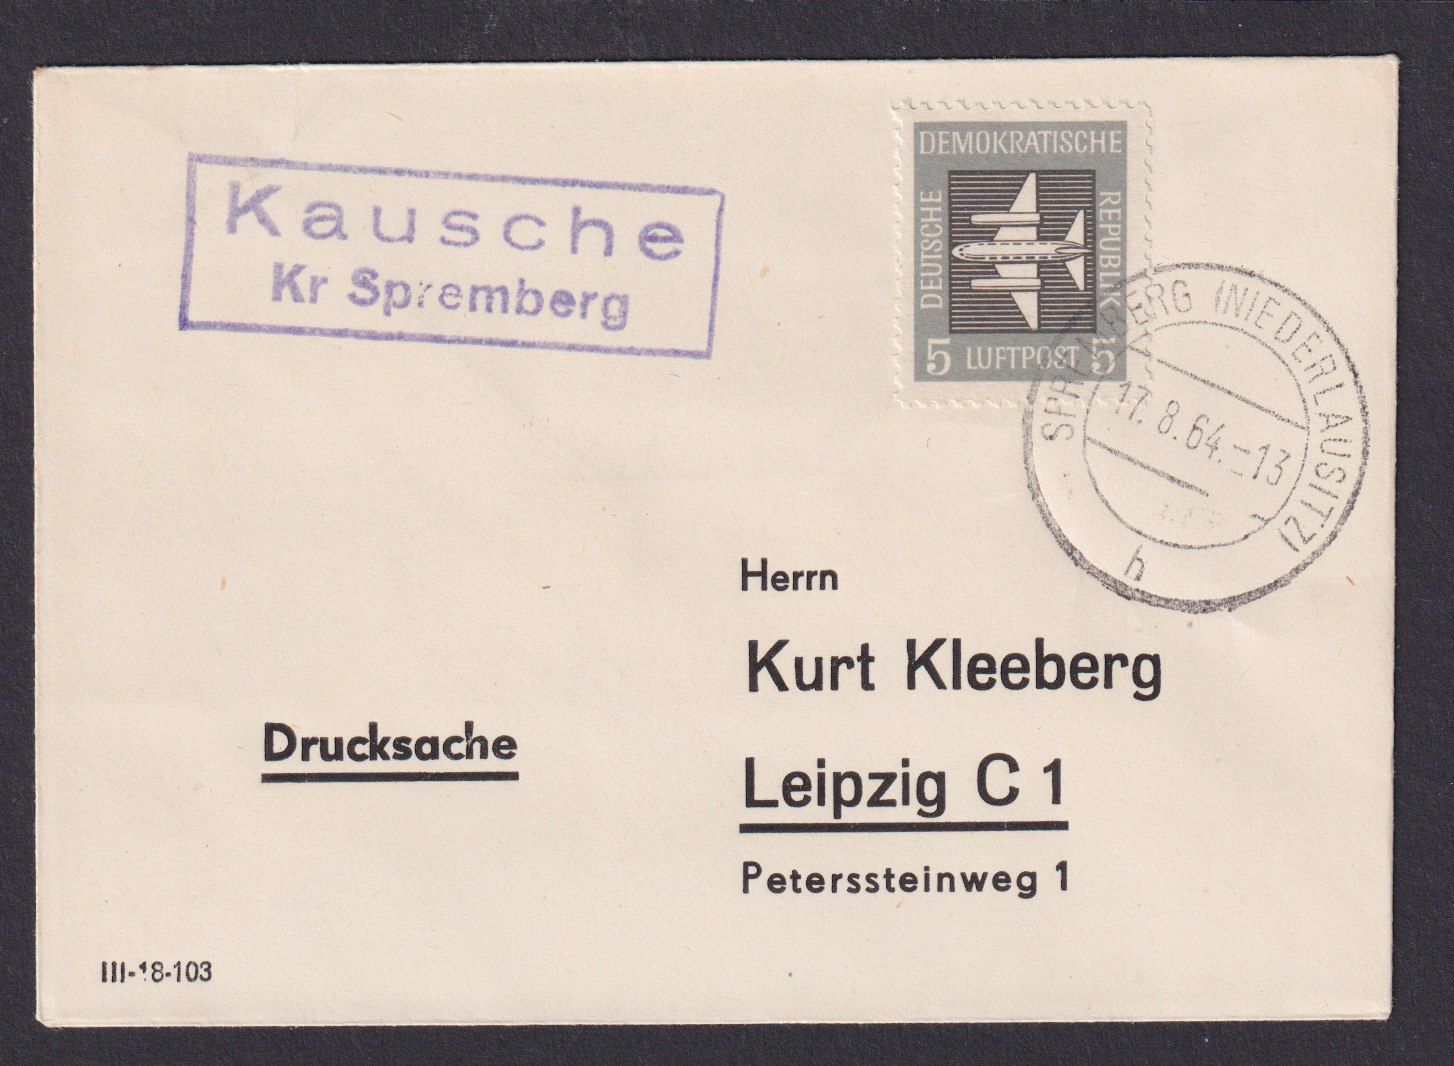 Kausche
Kr Spremberg
DEMOKRATISCHE
DEUTSCHE
REPUBLIK
5 LUFTPOST 5
SPREMBERG (NIEDERLAUSITZ)
17.8.64.-13
h
Herrn
Kurt Kleeberg
Drucksache
Leipzig C 1
Peterssteinweg 1
III-18-103